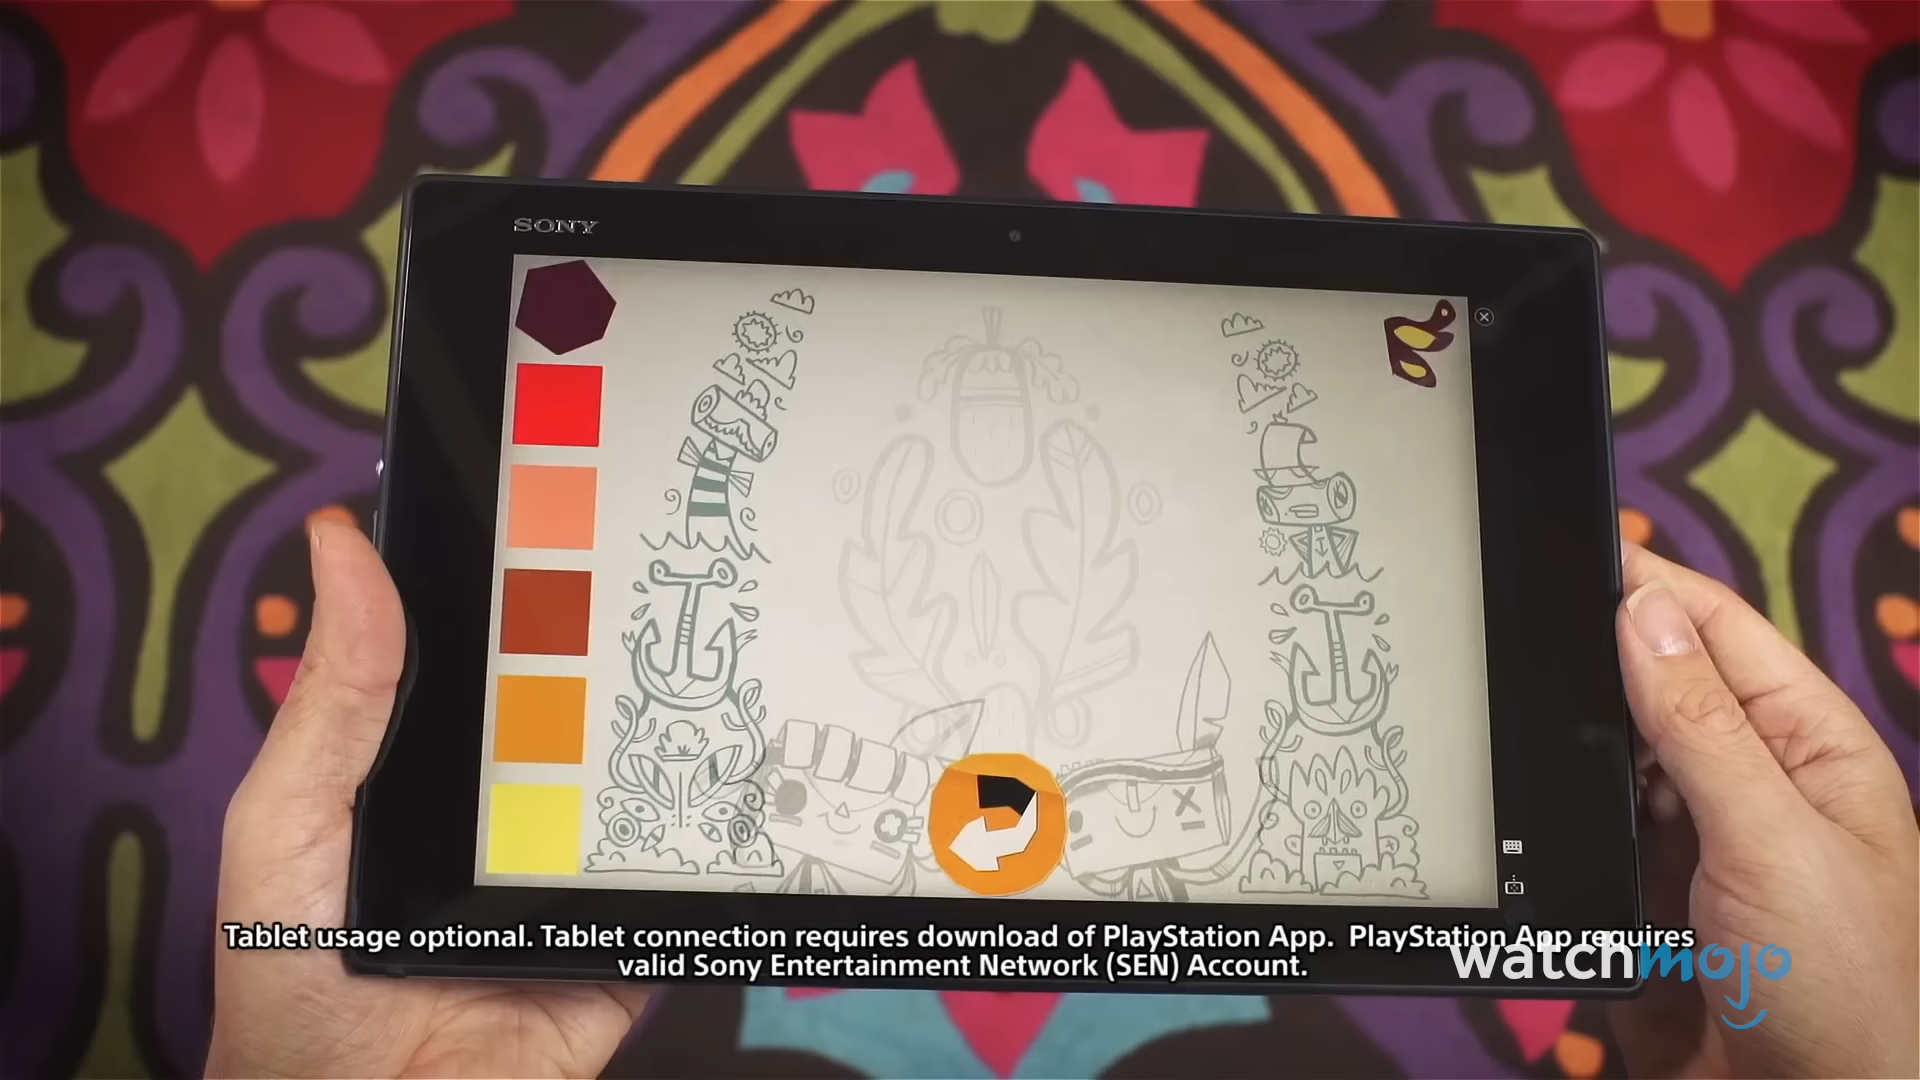 SONY
Tablet usage optional. Tablet connection requires download of PlayStation App. PlayStation App requires
valid Sony Entertainment Network (SEN) Account.
watchmojo